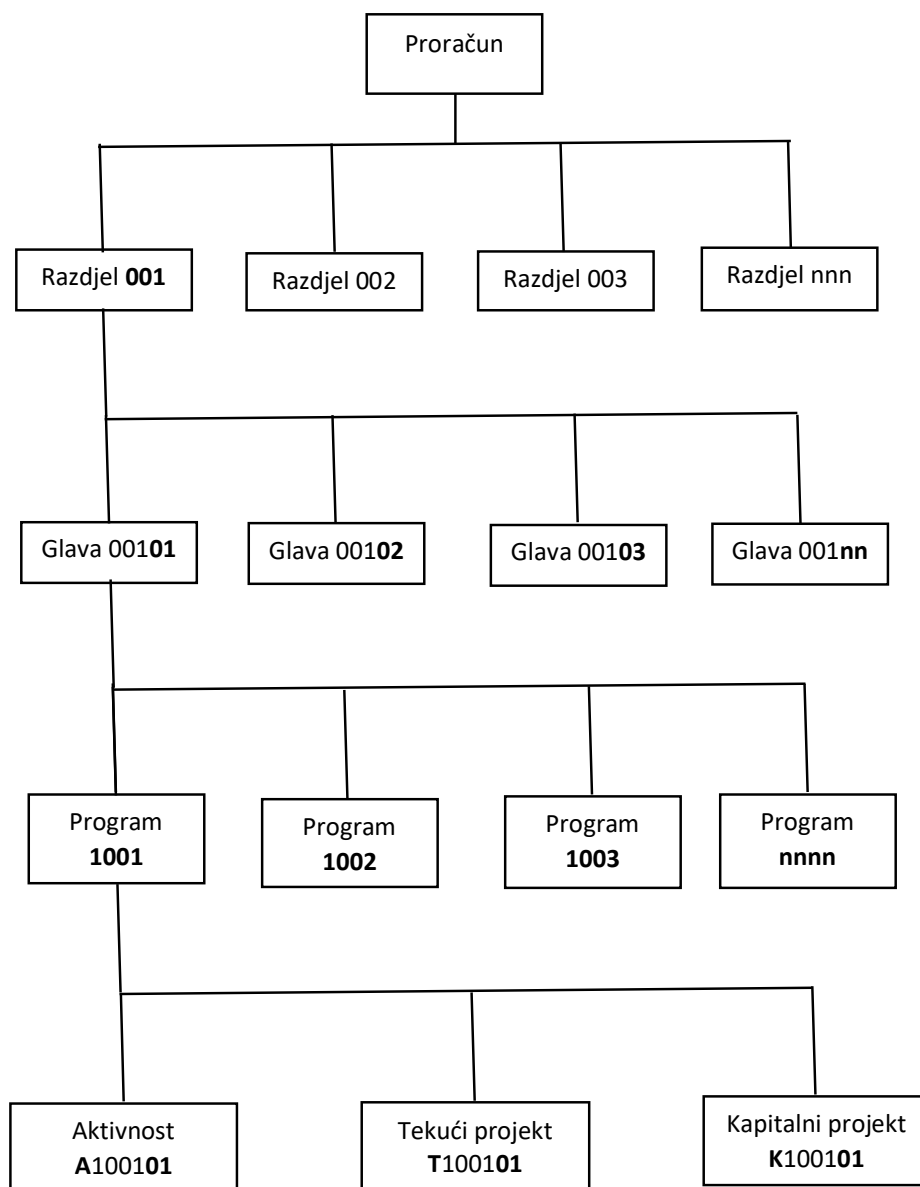 Proračun
Razdjel 001
Razdjel 002
Razdjel 003
Razdjel nnn
Glava 00101
Glava 00102
Glava 00103
Glava 001nn
Program
1001
Program
1002
Program
1003
Program
nnnn
Aktivnost
A100101
Tekući projekt
T100101
Kapitalni projekt
K100101